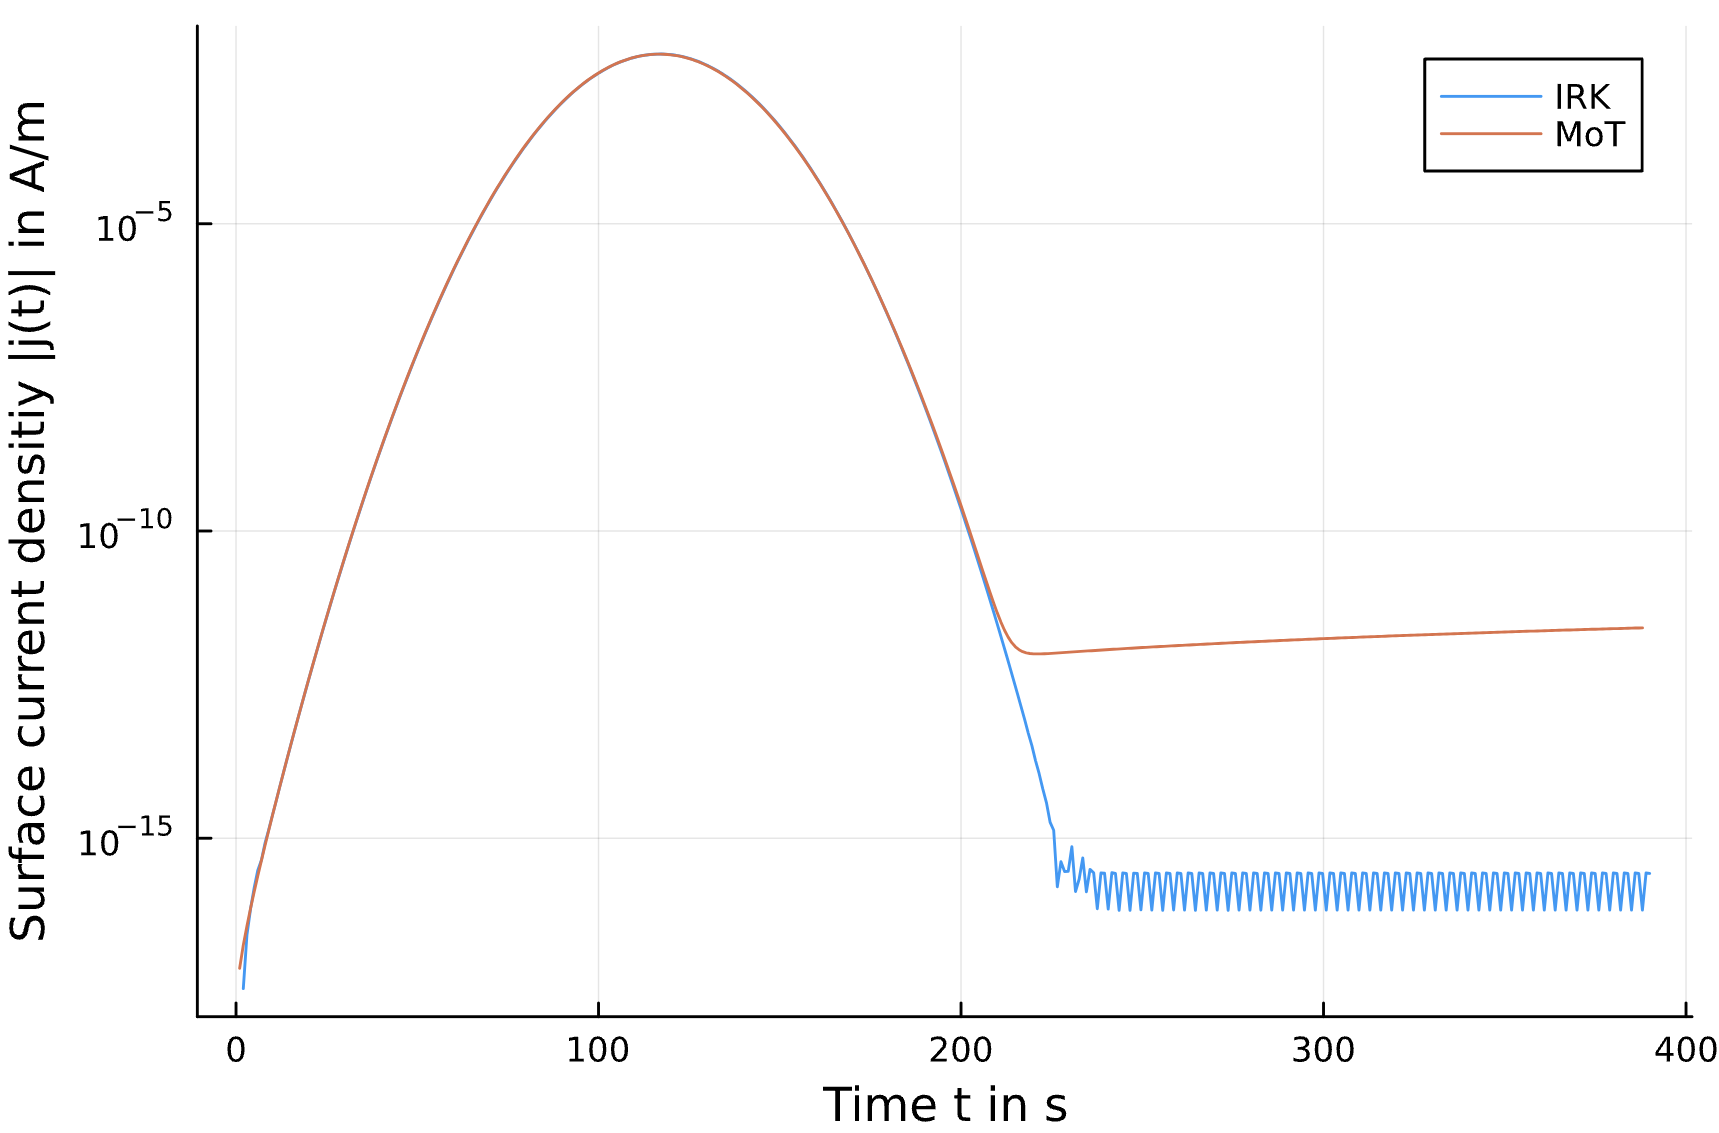 Surface current densitiy |j(t)| in A/m
10⁻⁵
10⁻¹⁰
10⁻¹⁵
IRK
MoT
0 100 200 300 400
Time t in s